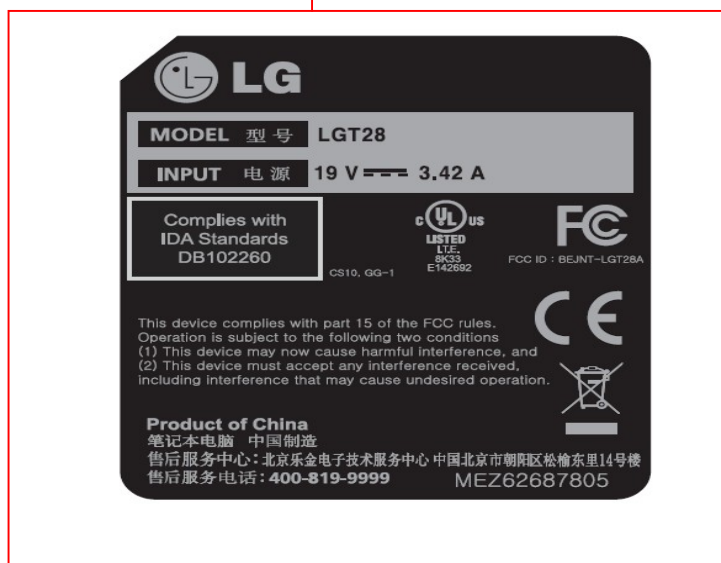 LG
MODEL 型号 LGT28
INPUT 电源 19 V 3.42 A
Complies with
IDA Standards
DB102260
CS10, GG-1
c UL us
LISTED
I.T.E.
8K33
E142692
FC
FCC ID : BEJNT-LGT28A
CE
This device complies with part 15 of the FCC rules.
Operation is subject to the following two conditions
(1) This device may now cause harmful interference, and
(2) This device must accept any interference received,
including interference that may cause undesired operation.
Product of China
笔记本电脑 中国制造
售后服务中心：北京乐金电子技术服务中心 中国北京市朝阳区松榆东里14号楼
售后服务电话：400-819-9999
MEZ62687805